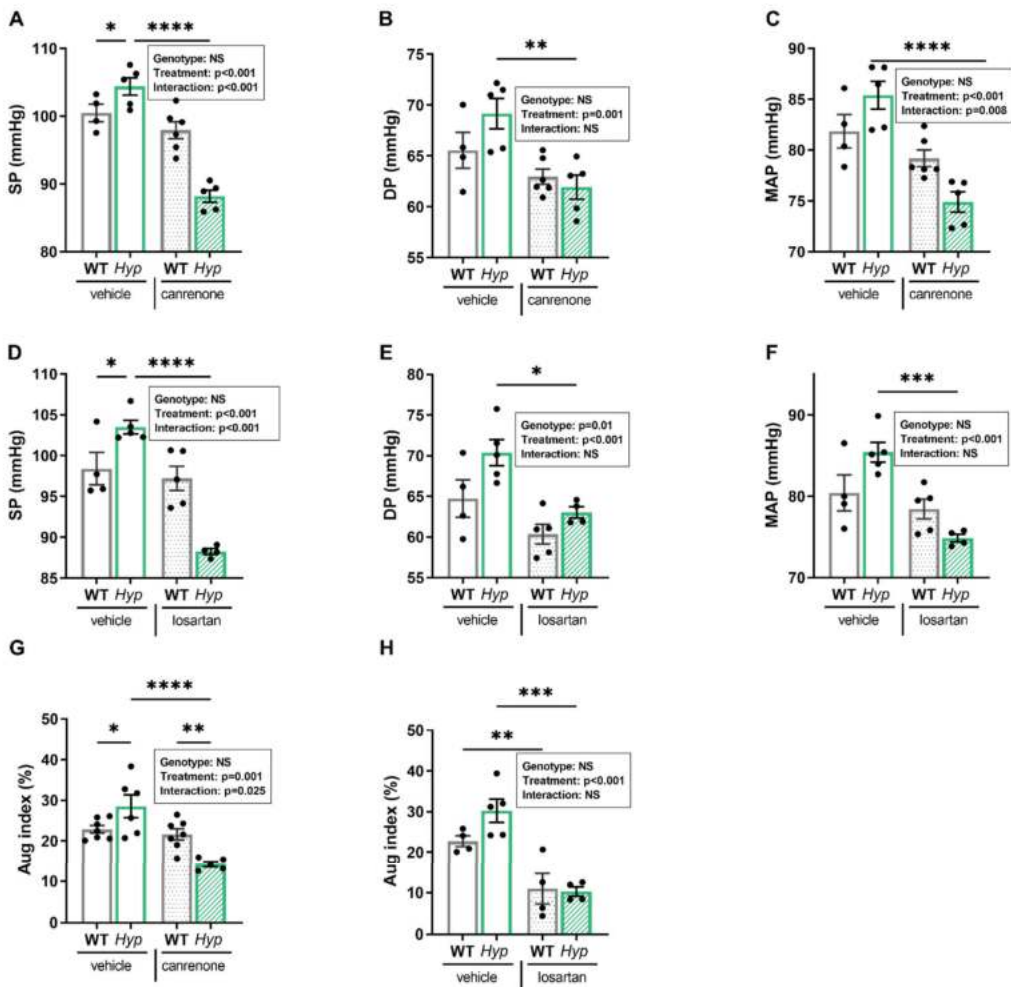 A
* ****
Genotype: NS
Treatment: p<0.001
Interaction: p<0.001
SP (mmHg)
110
100
90
80
WT Hyp WT Hyp
vehicle canrenone
B
**
Genotype: NS
Treatment: p=0.001
Interaction: NS
DP (mmHg)
75
70
65
60
55
WT Hyp WT Hyp
vehicle canrenone
C
****
Genotype: NS
Treatment: p<0.001
Interaction: p=0.008
MAP (mmHg)
90
85
80
75
70
WT Hyp WT Hyp
vehicle canrenone
D
* ****
Genotype: NS
Treatment: p<0.001
Interaction: p<0.001
SP (mmHg)
110
105
100
95
90
85
WT Hyp WT Hyp
vehicle losartan
E
*
Genotype: p=0.01
Treatment: p<0.001
Interaction: NS
DP (mmHg)
80
75
70
65
60
55
WT Hyp WT Hyp
vehicle losartan
F
***
Genotype: NS
Treatment: p<0.001
Interaction: NS
MAP (mmHg)
90
80
70
WT Hyp WT Hyp
vehicle losartan
G
****
* **
Genotype: NS
Treatment: p=0.001
Interaction: p=0.025
Aug index (%)
50
40
30
20
10
0
WT Hyp WT Hyp
vehicle canrenone
H
***
**
Genotype: NS
Treatment: p<0.001
Interaction: NS
Aug index (%)
50
40
30
20
10
0
WT Hyp WT Hyp
vehicle losartan